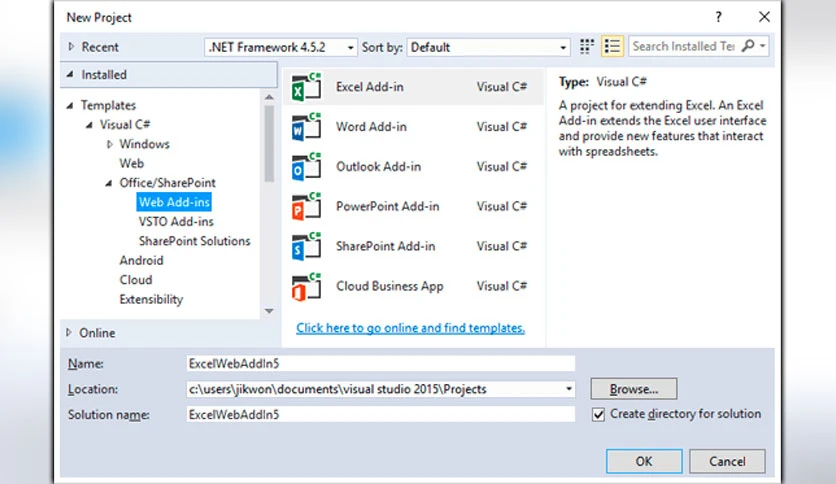 New Project
?
Recent
.NET Framework 4.5.2
Sort by: Default
Search Installed Te
Installed
Templates
Visual C#
Windows
Web
Office/SharePoint
Web Add-ins
VSTO Add-ins
SharePoint Solutions
Android
Cloud
Extensibility
Online
C# Excel Add-in Visual C#
C# Word Add-in Visual C#
C# Outlook Add-in Visual C#
C# PowerPoint Add-in Visual C#
C# SharePoint Add-in Visual C#
C# Cloud Business App Visual C#
Click here to go online and find templates.
Type: Visual C#
A project for extending Excel. An Excel
Add-in extends the Excel user interface
and provide new features that interact
with spreadsheets.
Name: ExcelWebAddIn5
Location: c:\users\jikwon\documents\visual studio 2015\Projects
Browse...
Solution name: ExcelWebAddIn5
Create directory for solution
OK
Cancel